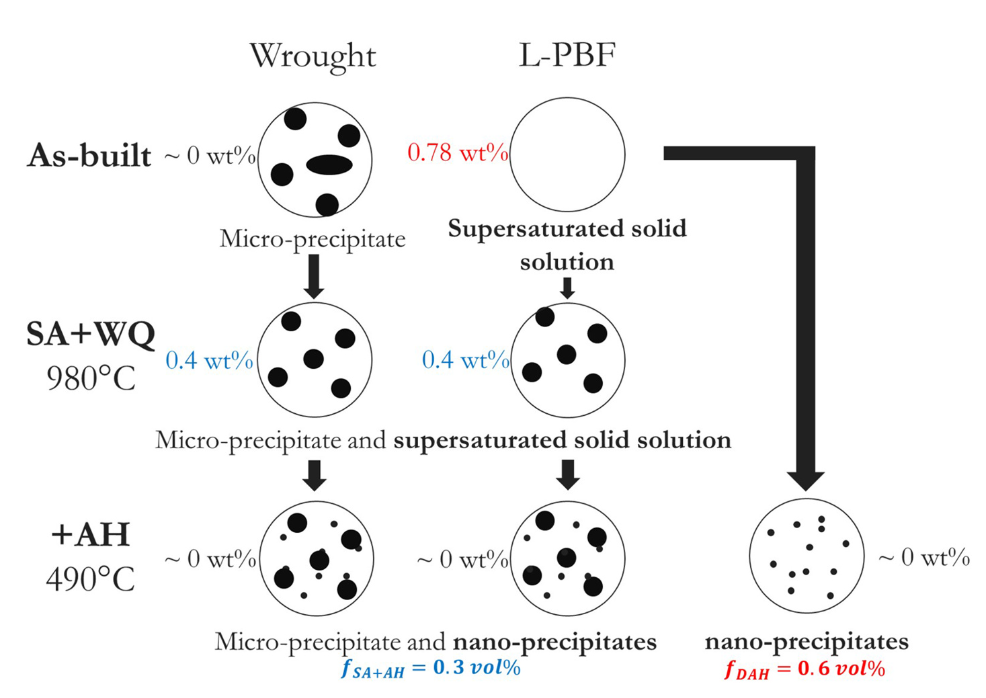 Wrought L-PBF
As-built ~ 0 wt% 0.78 wt%
Micro-precipitate
Supersaturated solid
solution
SA+WQ
980°C
0.4 wt% 0.4 wt%
Micro-precipitate and supersaturated solid solution
+AH
490°C
~ 0 wt% ~ 0 wt% ~ 0 wt%
Micro-precipitate and nano-precipitates
f_SA+AH = 0.3 vol%
nano-precipitates
f_DAH = 0.6 vol%